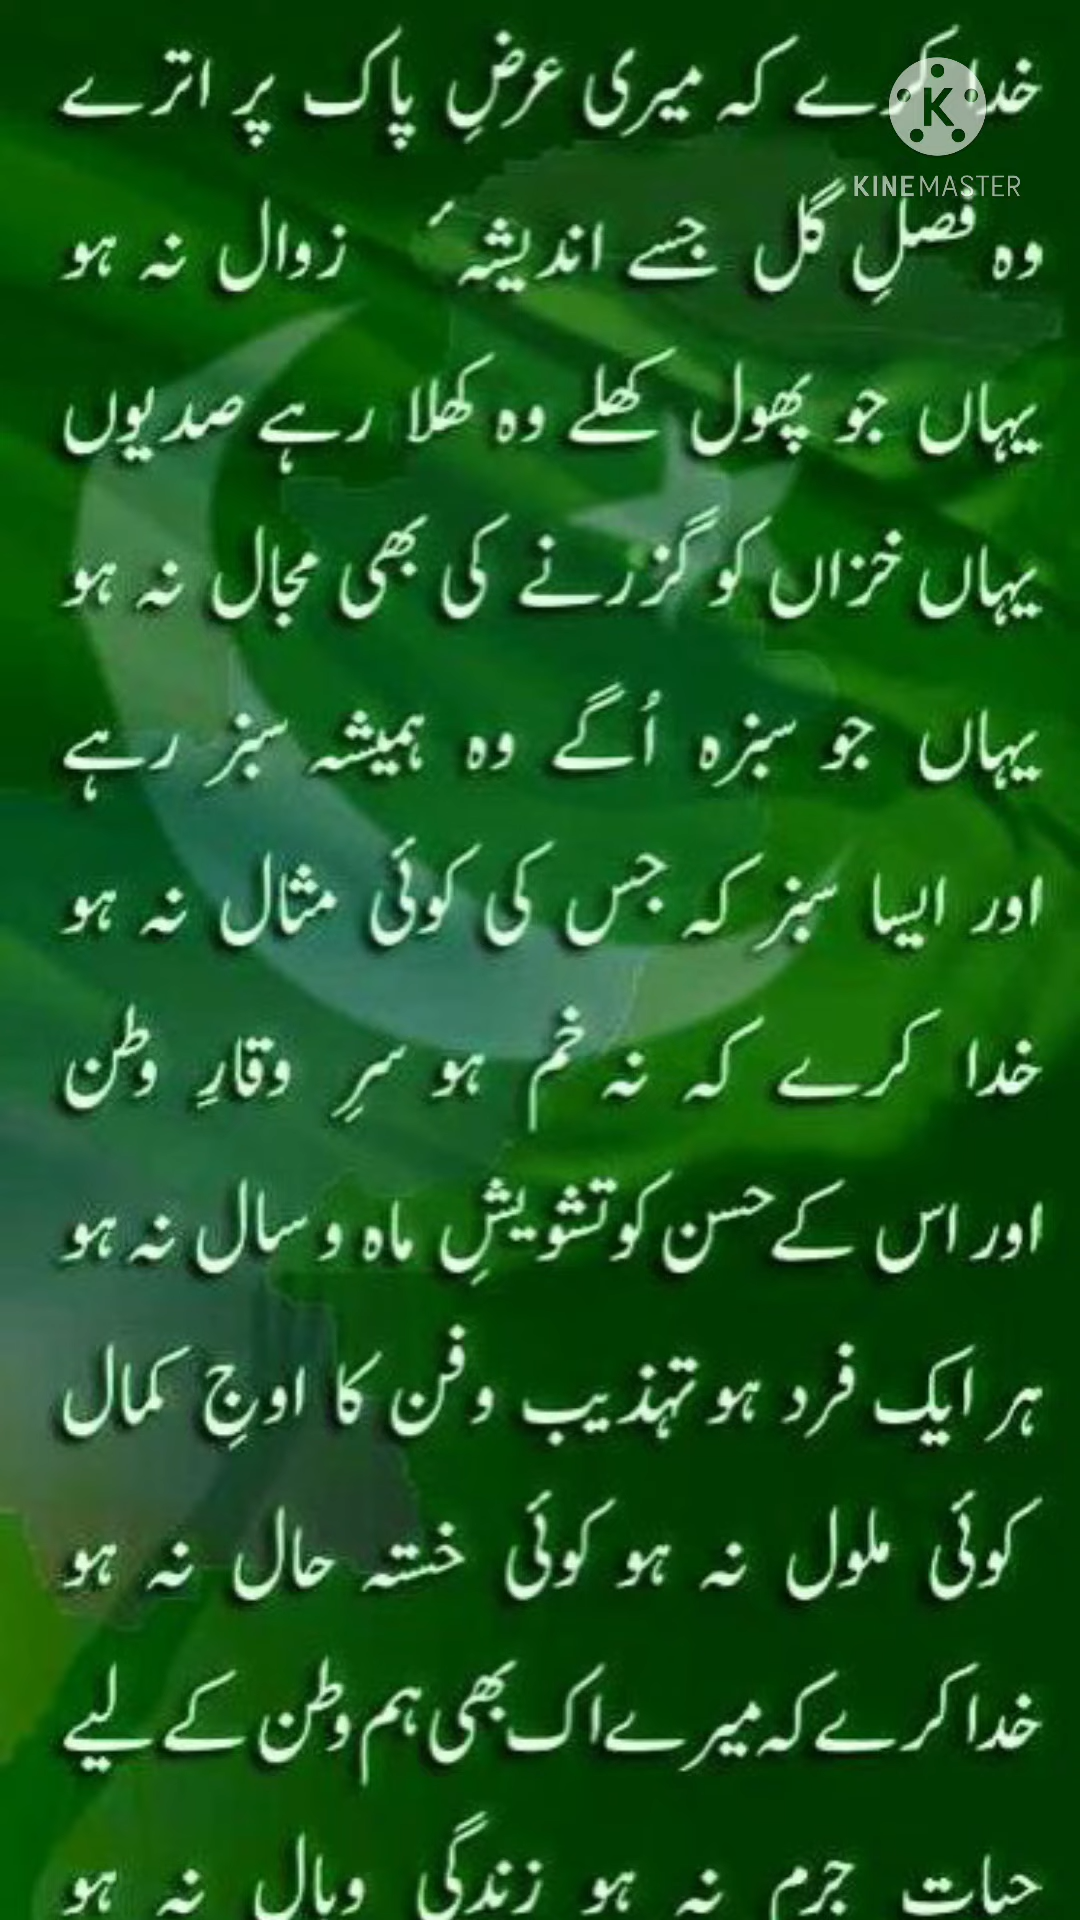 خدا کرے کہ میری عرضِ پاک پر اترے
KINEMASTER
وہ فصلِ گل جسے اندیشہٴ زوال نہ ہو
یہاں جو پھول کھلے وہ کھلا رہے صدیوں
یہاں خزاں کو گزرنے کی بھی مجال نہ ہو
یہاں جو سبزہ اُگے وہ ہمیشہ سبز رہے
اور ایسا سبز کہ جس کی کوئی مثال نہ ہو
خدا کرے کہ نہ خم ہو سرِ وقارِ وطن
اور اس کے حسن کو تشویشِ ماہ و سال نہ ہو
ہر ایک فرد ہو تہذیب و فن کا اوجِ کمال
کوئی ملول نہ ہو کوئی خستہ حال نہ ہو
خدا کرے کہ میرے اک بھی ہم وطن کے لیے
حیات جرم نہ ہو زندگی وبال نہ ہو